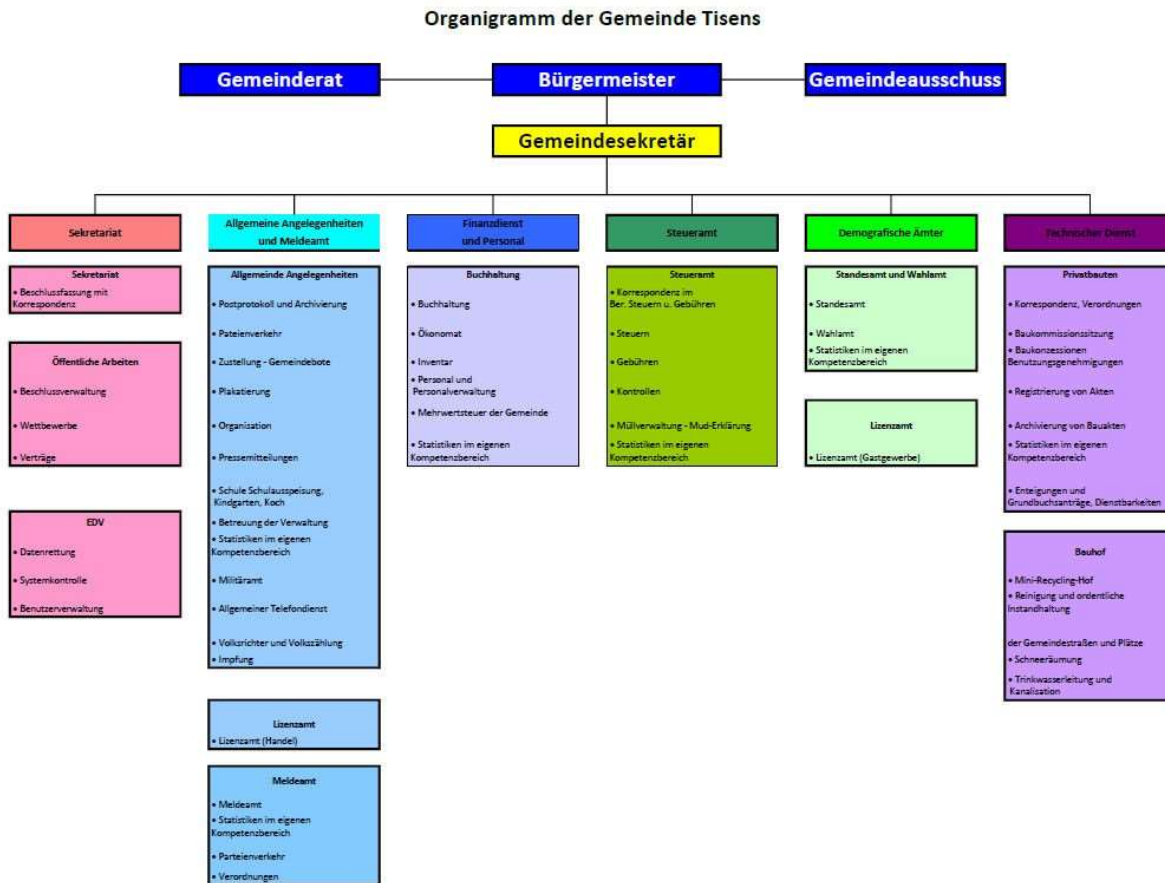 Organigramm der Gemeinde Tisens
Gemeinderat
Bürgermeister
Gemeindeausschuss
Gemeindesekretär
Sekretariat
Sekretariat
• Beschlussfassung mit
Korrespondenz
Öffentliche Arbeiten
• Beschlussverwaltung
• Wettbewerbe
• Verträge
EDV
• Datenrettung
• Systemkontrolle
• Benutzerverwaltung
Allgemeine Angelegenheiten
und Meldeamt
Allgemeinde Angelegenheiten
• Postprotokoll und Archivierung
• Pateienverkehr
• Zustellung - Gemeindebote
• Plakatierung
• Organisation
• Pressemitteilungen
• Schule Schulausspeisung,
Kindgarten, Koch
• Betreuung der Verwaltung
• Statistiken im eigenen
Kompetenzbereich
• Militäramt
• Allgemeiner Telefondienst
• Volksrichter und Volkszählung
• Impfung
Lizenzamt
• Lizenzamt (Handel)
Meldeamt
• Meldeamt
• Statistiken im eigenen
Kompetenzbereich
• Parteienverkehr
• Verordnungen
Finanzdienst
und Personal
Buchhaltung
• Buchhaltung
• Ökonomat
• Inventar
• Personal und
Personalverwaltung
• Mehrwertsteuer der Gemeinde
• Statistiken im eigenen
Kompetenzbereich
Steueramt
Steueramt
• Korrespondenz im
Ber. Steuern u. Gebühren
• Steuern
• Gebühren
• Kontrollen
• Müllverwaltung - Mud-Erklärung
• Statistiken im eigenen
Kompetenzbereich
Demografische Ämter
Standesamt und Wahlamt
• Standesamt
• Wahlamt
• Statistiken im eigenen
Kompetenzbereich
Lizenzamt
• Lizenzamt (Gastgewerbe)
Technischer Dienst
Privatbauten
• Korrespondenz, Verordnungen
• Baukommissionssitzung
• Baukonzessionen
Benutzungsgenehmigungen
• Registrierung von Akten
• Archivierung von Bauakten
• Statistiken im eigenen
Kompetenzbereich
• Enteigungen und
Grundbuchsanträge, Dienstbarkeiten
Bauhof
• Mini-Recycling-Hof
• Reinigung und ordentliche
Instandhaltung
der Gemeindestraßen und Plätze
• Schneeräumung
• Trinkwasserleitung und
Kanalisation